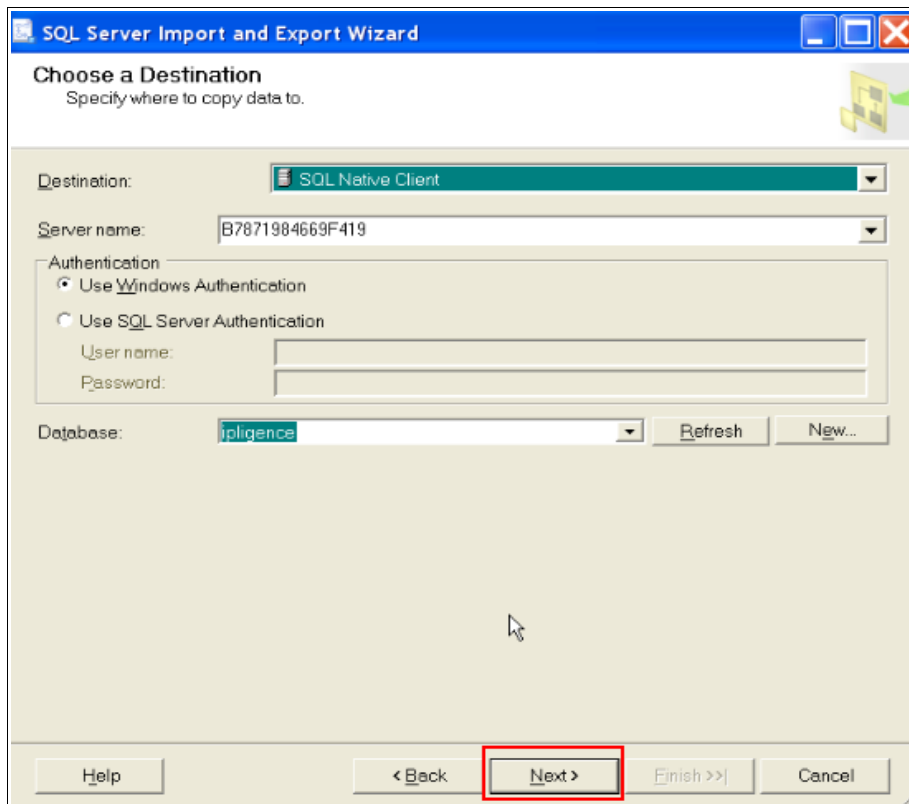 SQL Server Import and Export Wizard
Choose a Destination
Specify where to copy data to.
Destination: SQL Native Client
Server name: B7871984669F419
Authentication
Use Windows Authentication
Use SQL Server Authentication
User name:
Password:
Database: ipligence Refresh New...
Help < Back Next > Finish >>| Cancel